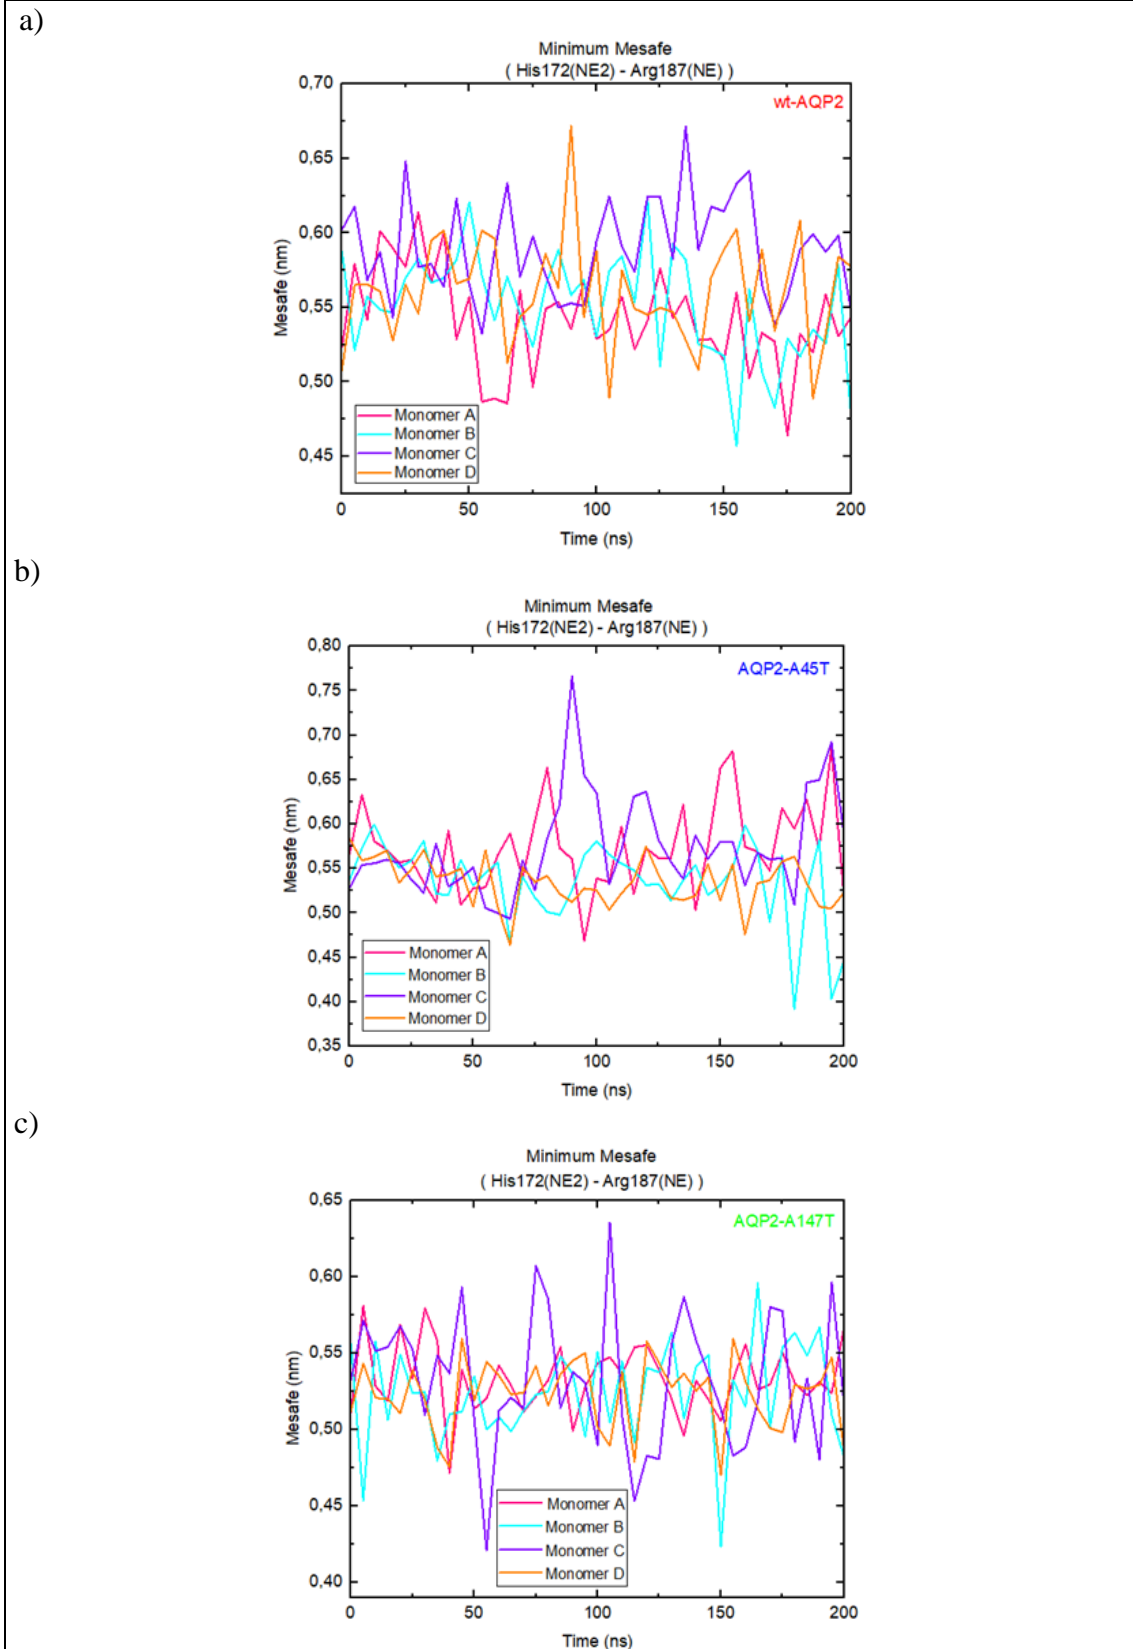 a)
Minimum Mesafe
( His172(NE2) - Arg187(NE) )
wt-AQP2
0,70
0,65
0,60
0,55
0,50
0,45
Mesafe (nm)
Monomer A
Monomer B
Monomer C
Monomer D
0 50 100 150 200
Time (ns)
b)
Minimum Mesafe
( His172(NE2) - Arg187(NE) )
AQP2-A45T
0,80
0,75
0,70
0,65
0,60
0,55
0,50
0,45
0,40
0,35
Mesafe (nm)
Monomer A
Monomer B
Monomer C
Monomer D
0 50 100 150 200
Time (ns)
c)
Minimum Mesafe
( His172(NE2) - Arg187(NE) )
AQP2-A147T
0,65
0,60
0,55
0,50
0,45
0,40
Mesafe (nm)
Monomer A
Monomer B
Monomer C
Monomer D
0 50 100 150 200
Time (ns)